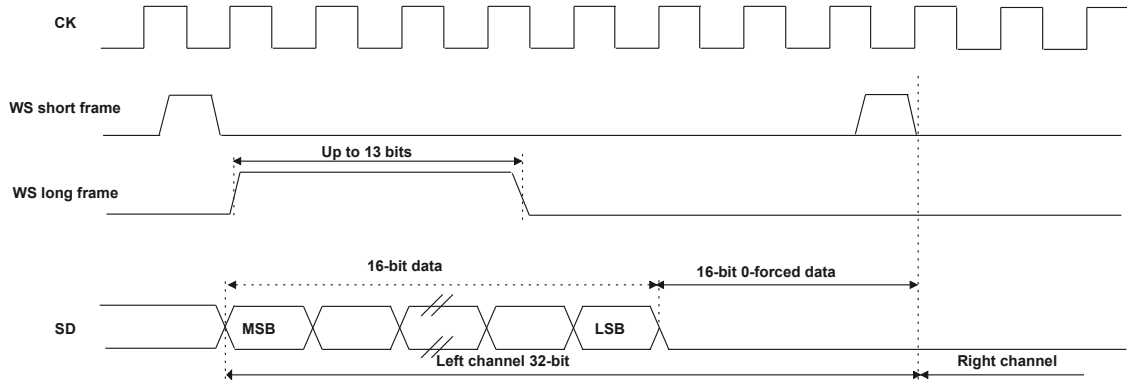 CK
WS short frame
Up to 13 bits
WS long frame
16-bit data
16-bit 0-forced data
SD
MSB
LSB
Left channel 32-bit
Right channel